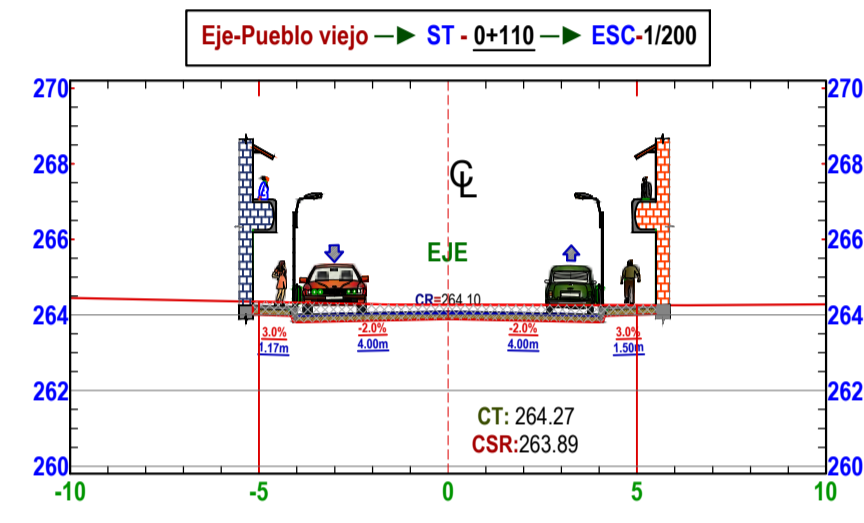 Eje-Pueblo viejo ST - 0+110 ESC-1/200
270 270
268 268
CL
266 266
EJE
CR=264.10
264 264
3.0% -2.0% -2.0% 3.0%
1.17m 4.00m 4.00m 1.50m
262 262
CT: 264.27
CSR:263.89
260 260
-10 -5 0 5 10